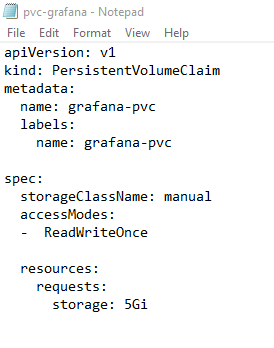 pvc-grafana - Notepad
File Edit Format View Help
apiVersion: v1
kind: PersistentVolumeClaim
metadata:
  name: grafana-pvc
  labels:
    name: grafana-pvc

spec:
  storageClassName: manual
  accessModes:
  -  ReadWriteOnce

  resources:
    requests:
      storage: 5Gi